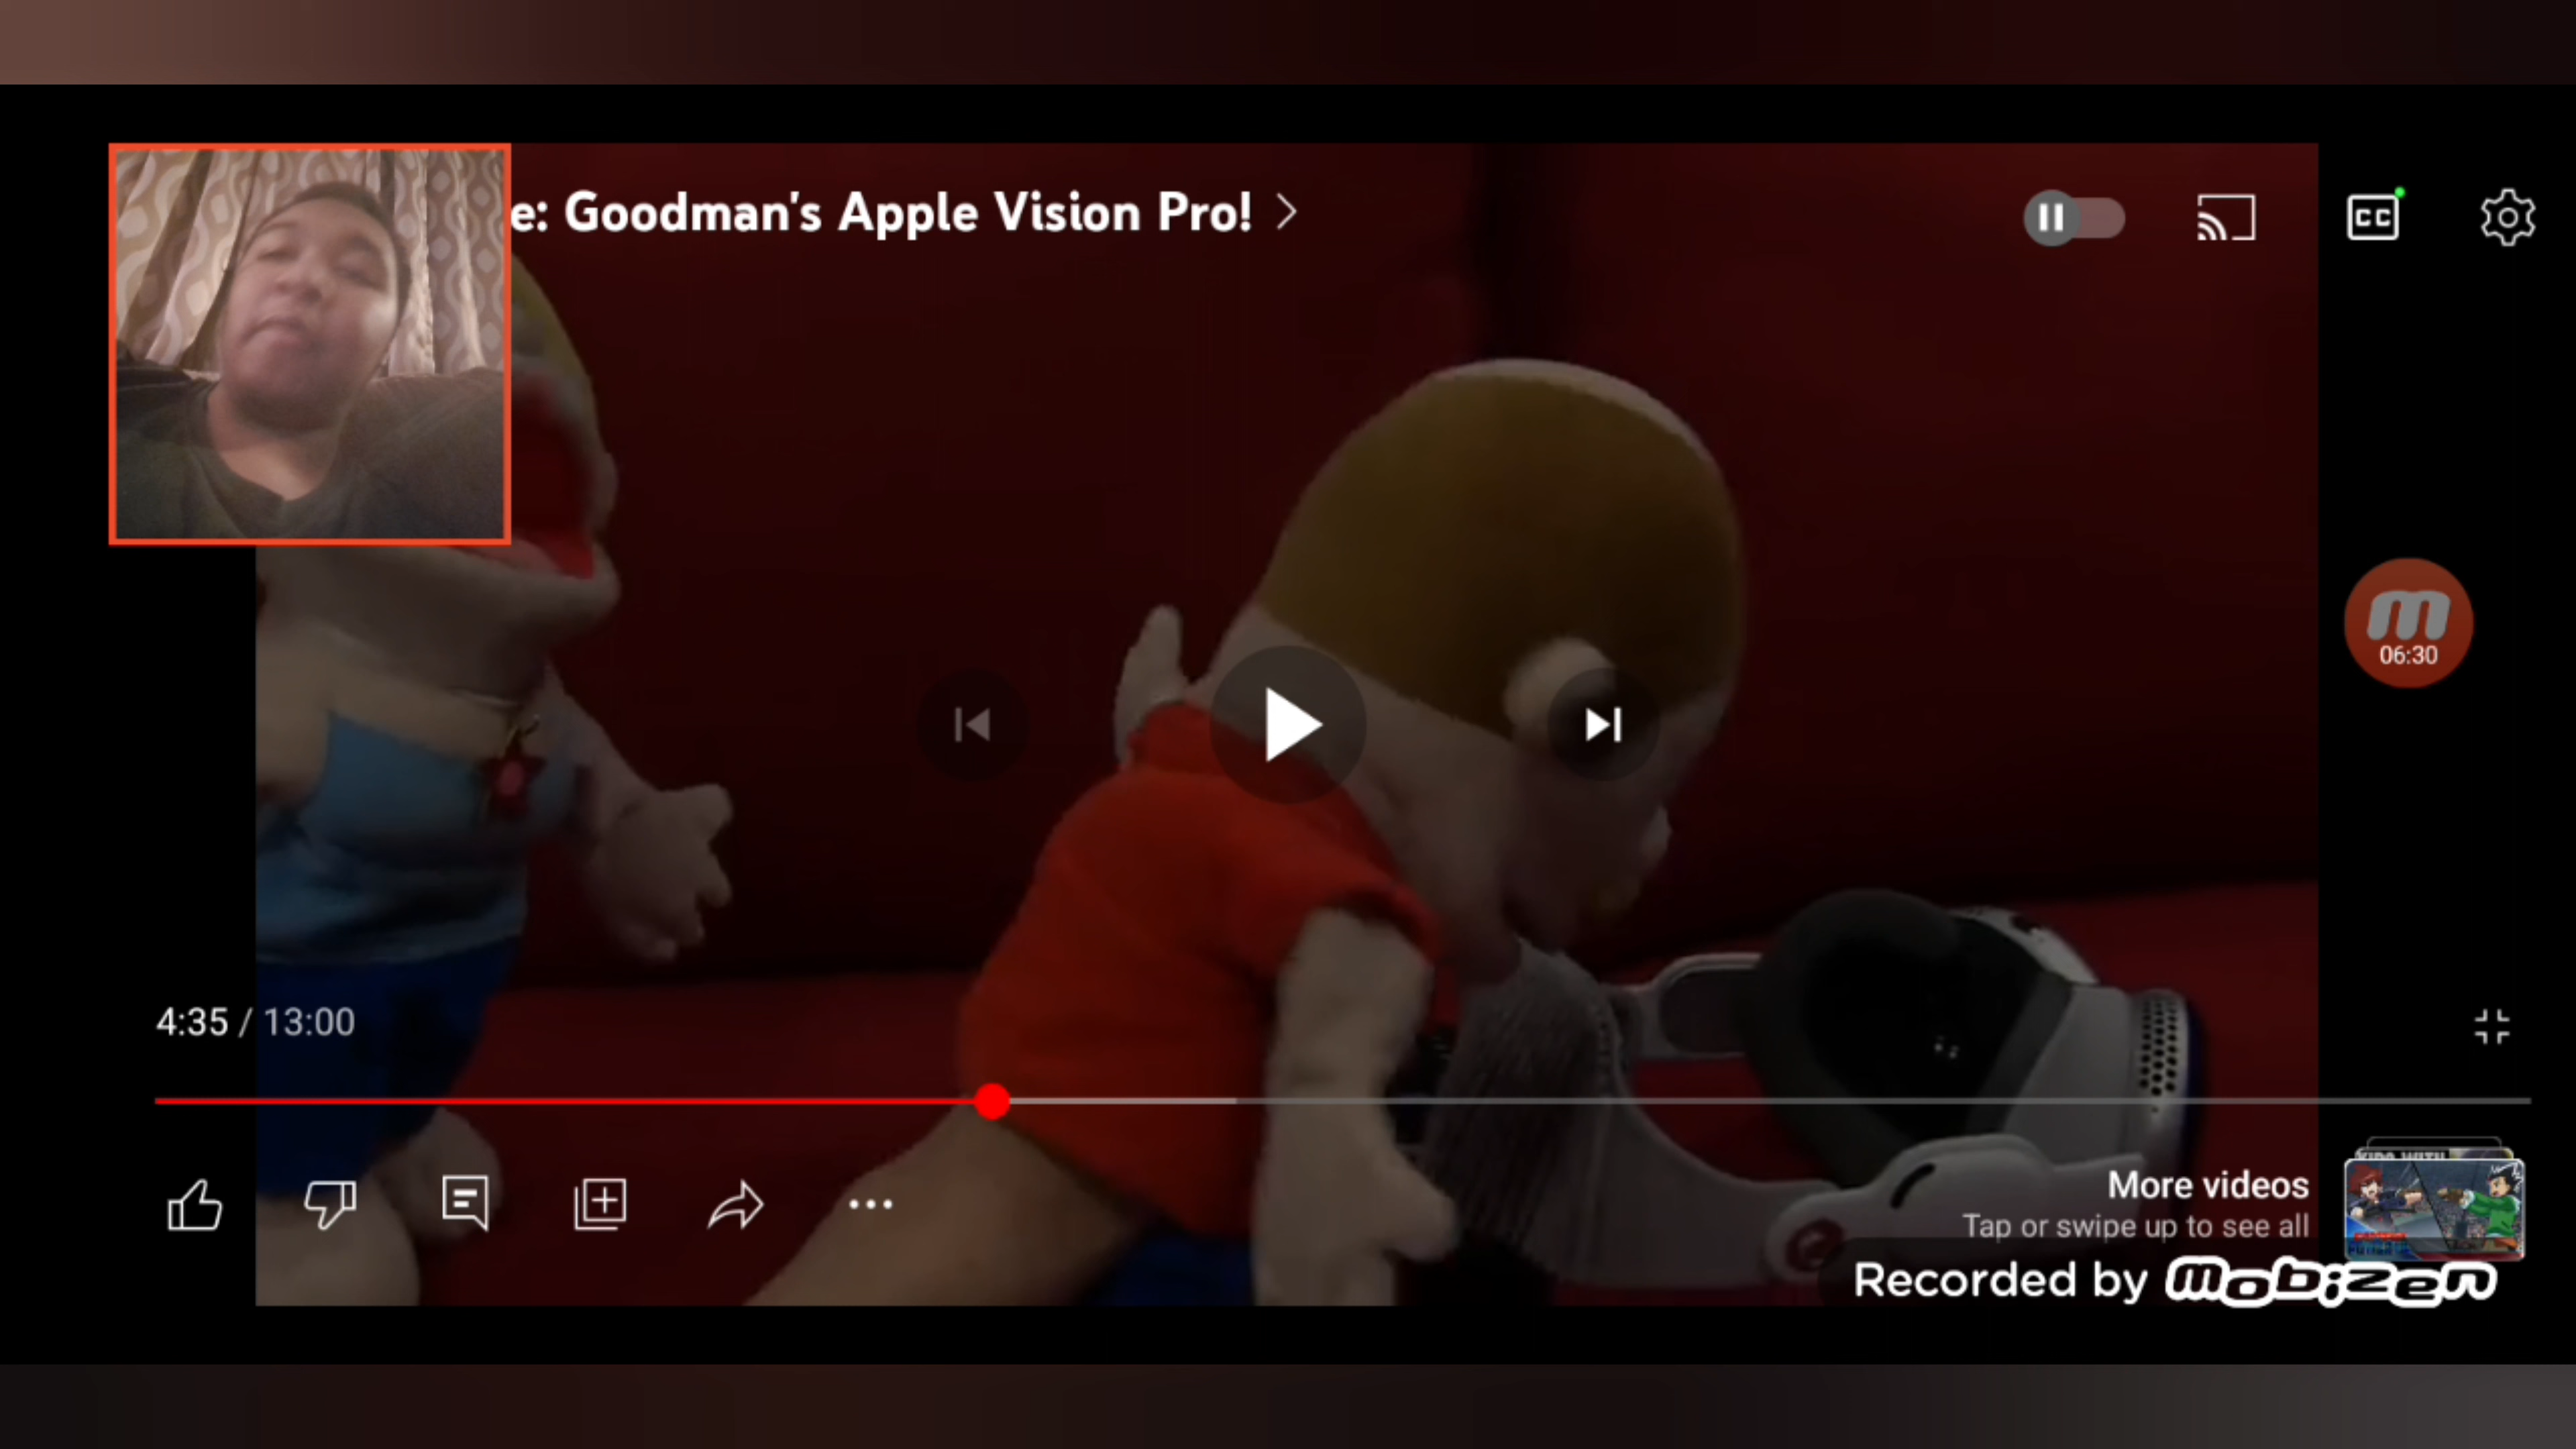 e: Goodman's Apple Vision Pro!
CC
m
06:30
4:35 / 13:00
More videos
Tap or swipe up to see all
Recorded by mobizen